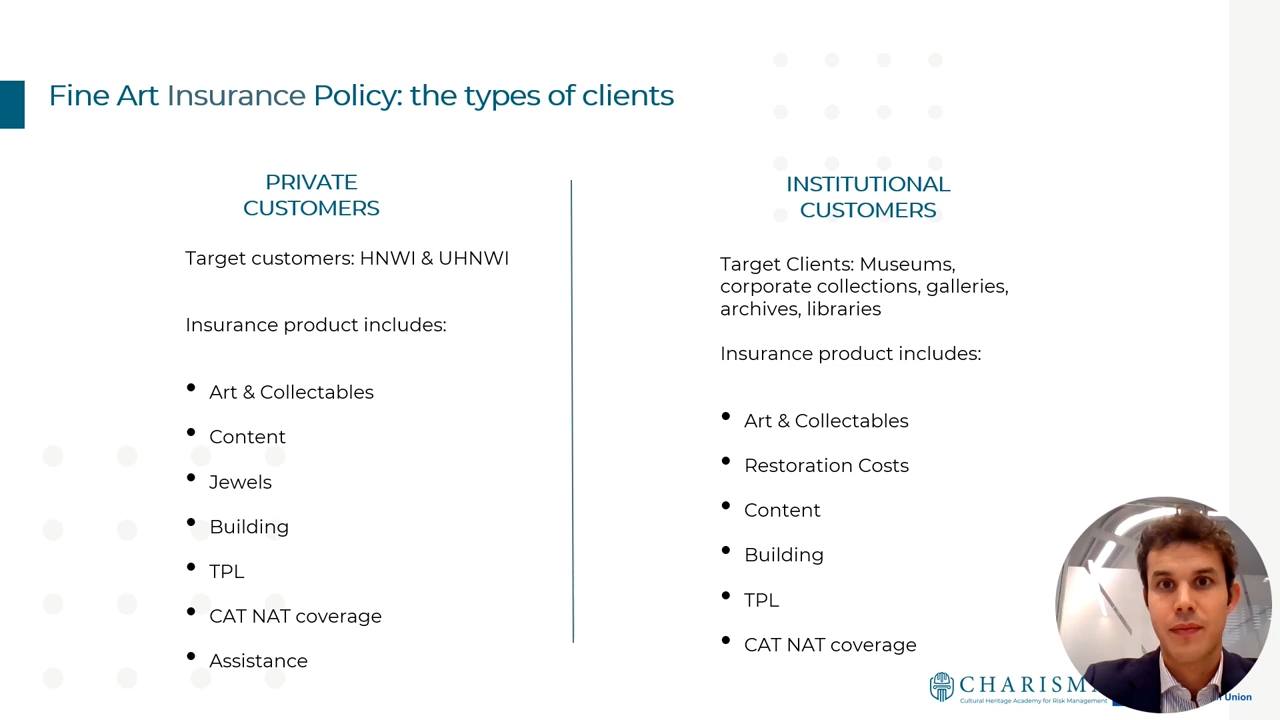 Fine Art Insurance Policy: the types of clients
PRIVATE
CUSTOMERS
Target customers: HNWI & UHNWI
Insurance product includes:
• Art & Collectables
• Content
• Jewels
• Building
• TPL
• CAT NAT coverage
• Assistance
INSTITUTIONAL
CUSTOMERS
Target Clients: Museums,
corporate collections, galleries,
archives, libraries
Insurance product includes:
• Art & Collectables
• Restoration Costs
• Content
• Building
• TPL
• CAT NAT coverage
CHARISM
Cultural Heritage Academy for Risk Management
Union